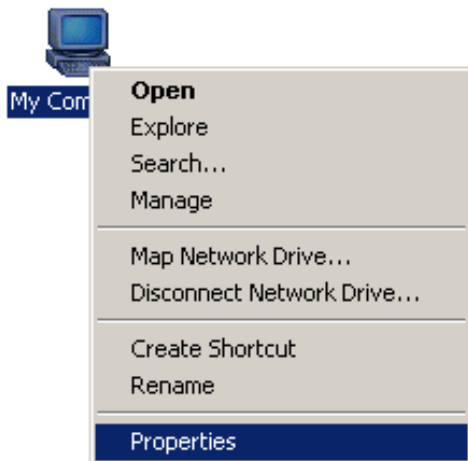 My Com
Open
Explore
Search...
Manage
Map Network Drive...
Disconnect Network Drive...
Create Shortcut
Rename
Properties